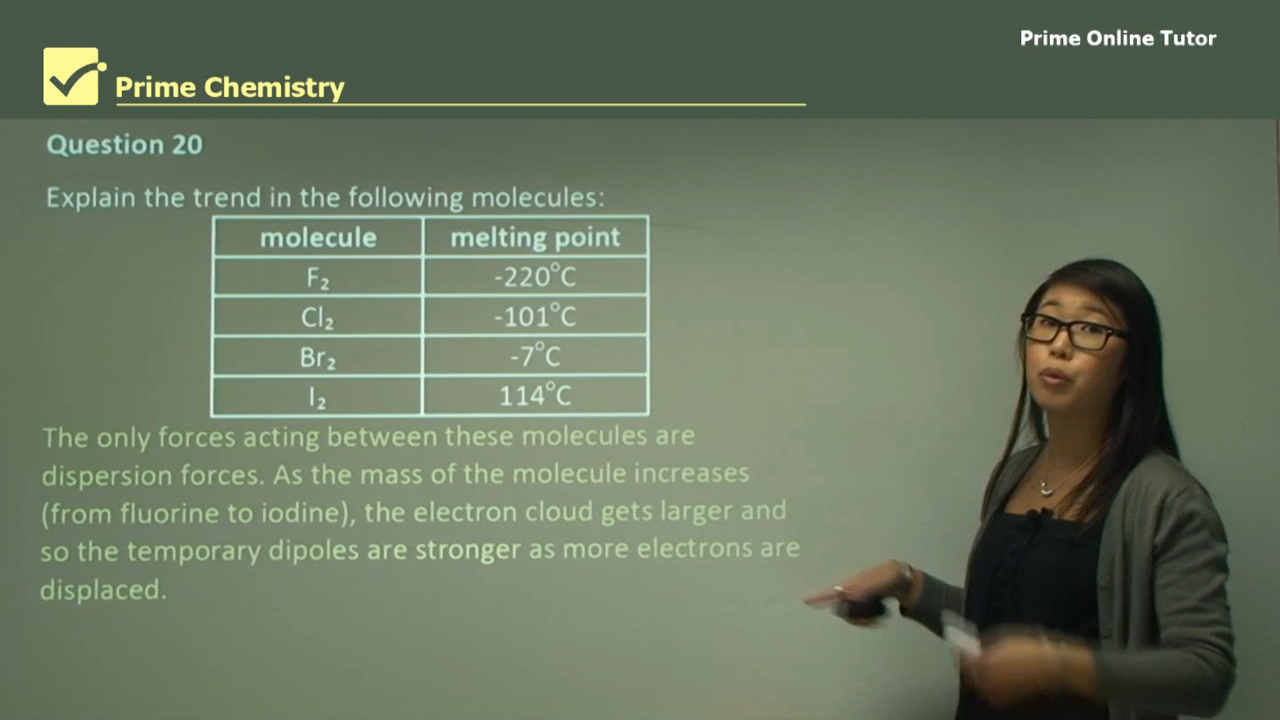 Prime Online Tutor
Prime Chemistry
Question 20
Explain the trend in the following molecules:
molecule melting point
F₂ -220°C
Cl₂ -101°C
Br₂ -7°C
I₂ 114°C
The only forces acting between these molecules are
dispersion forces. As the mass of the molecule increases
(from fluorine to iodine), the electron cloud gets larger and
so the temporary dipoles are stronger as more electrons are
displaced.